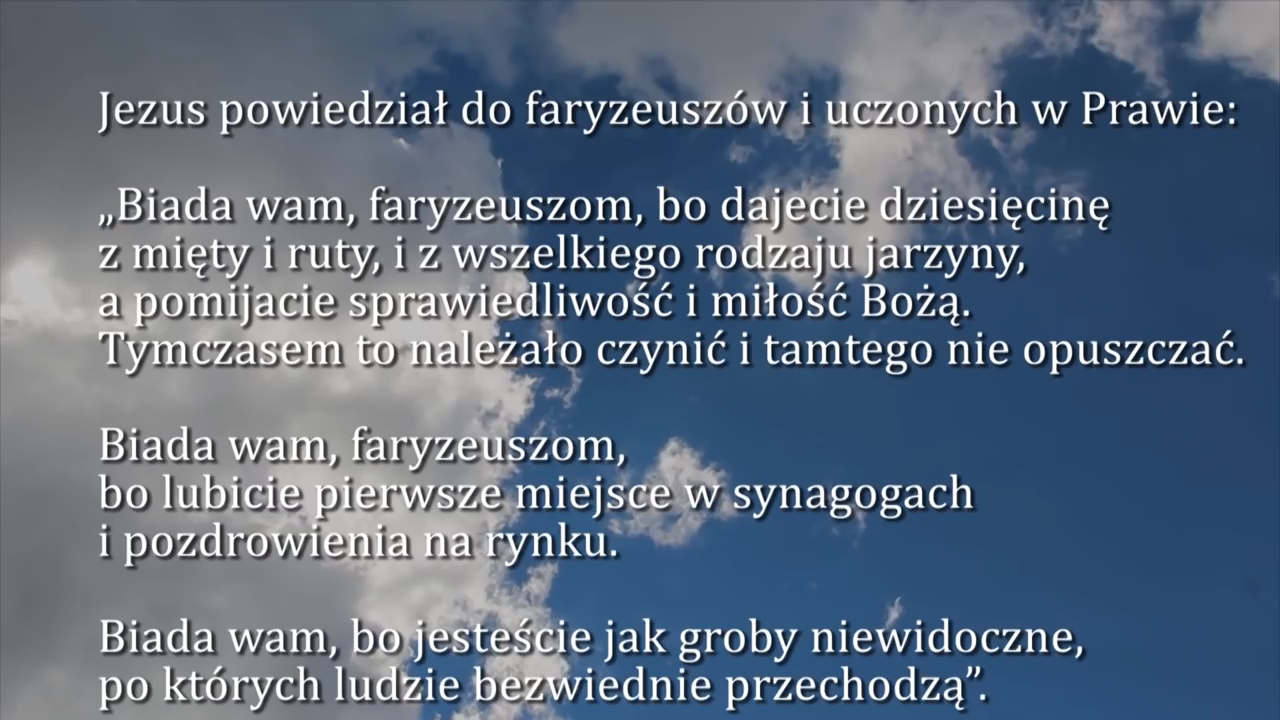 Jezus powiedział do faryzeuszów i uczonych w Prawie:
„Biada wam, faryzeuszom, bo dajecie dziesięcinę
z mięty i ruty, i z wszelkiego rodzaju jarzyny,
a pomijacie sprawiedliwość i miłość Bożą.
Tymczasem to należało czynić i tamtego nie opuszczać.
Biada wam, faryzeuszom,
bo lubicie pierwsze miejsce w synagogach
i pozdrowienia na rynku.
Biada wam, bo jesteście jak groby niewidoczne,
po których ludzie bezwiednie przechodzą”.